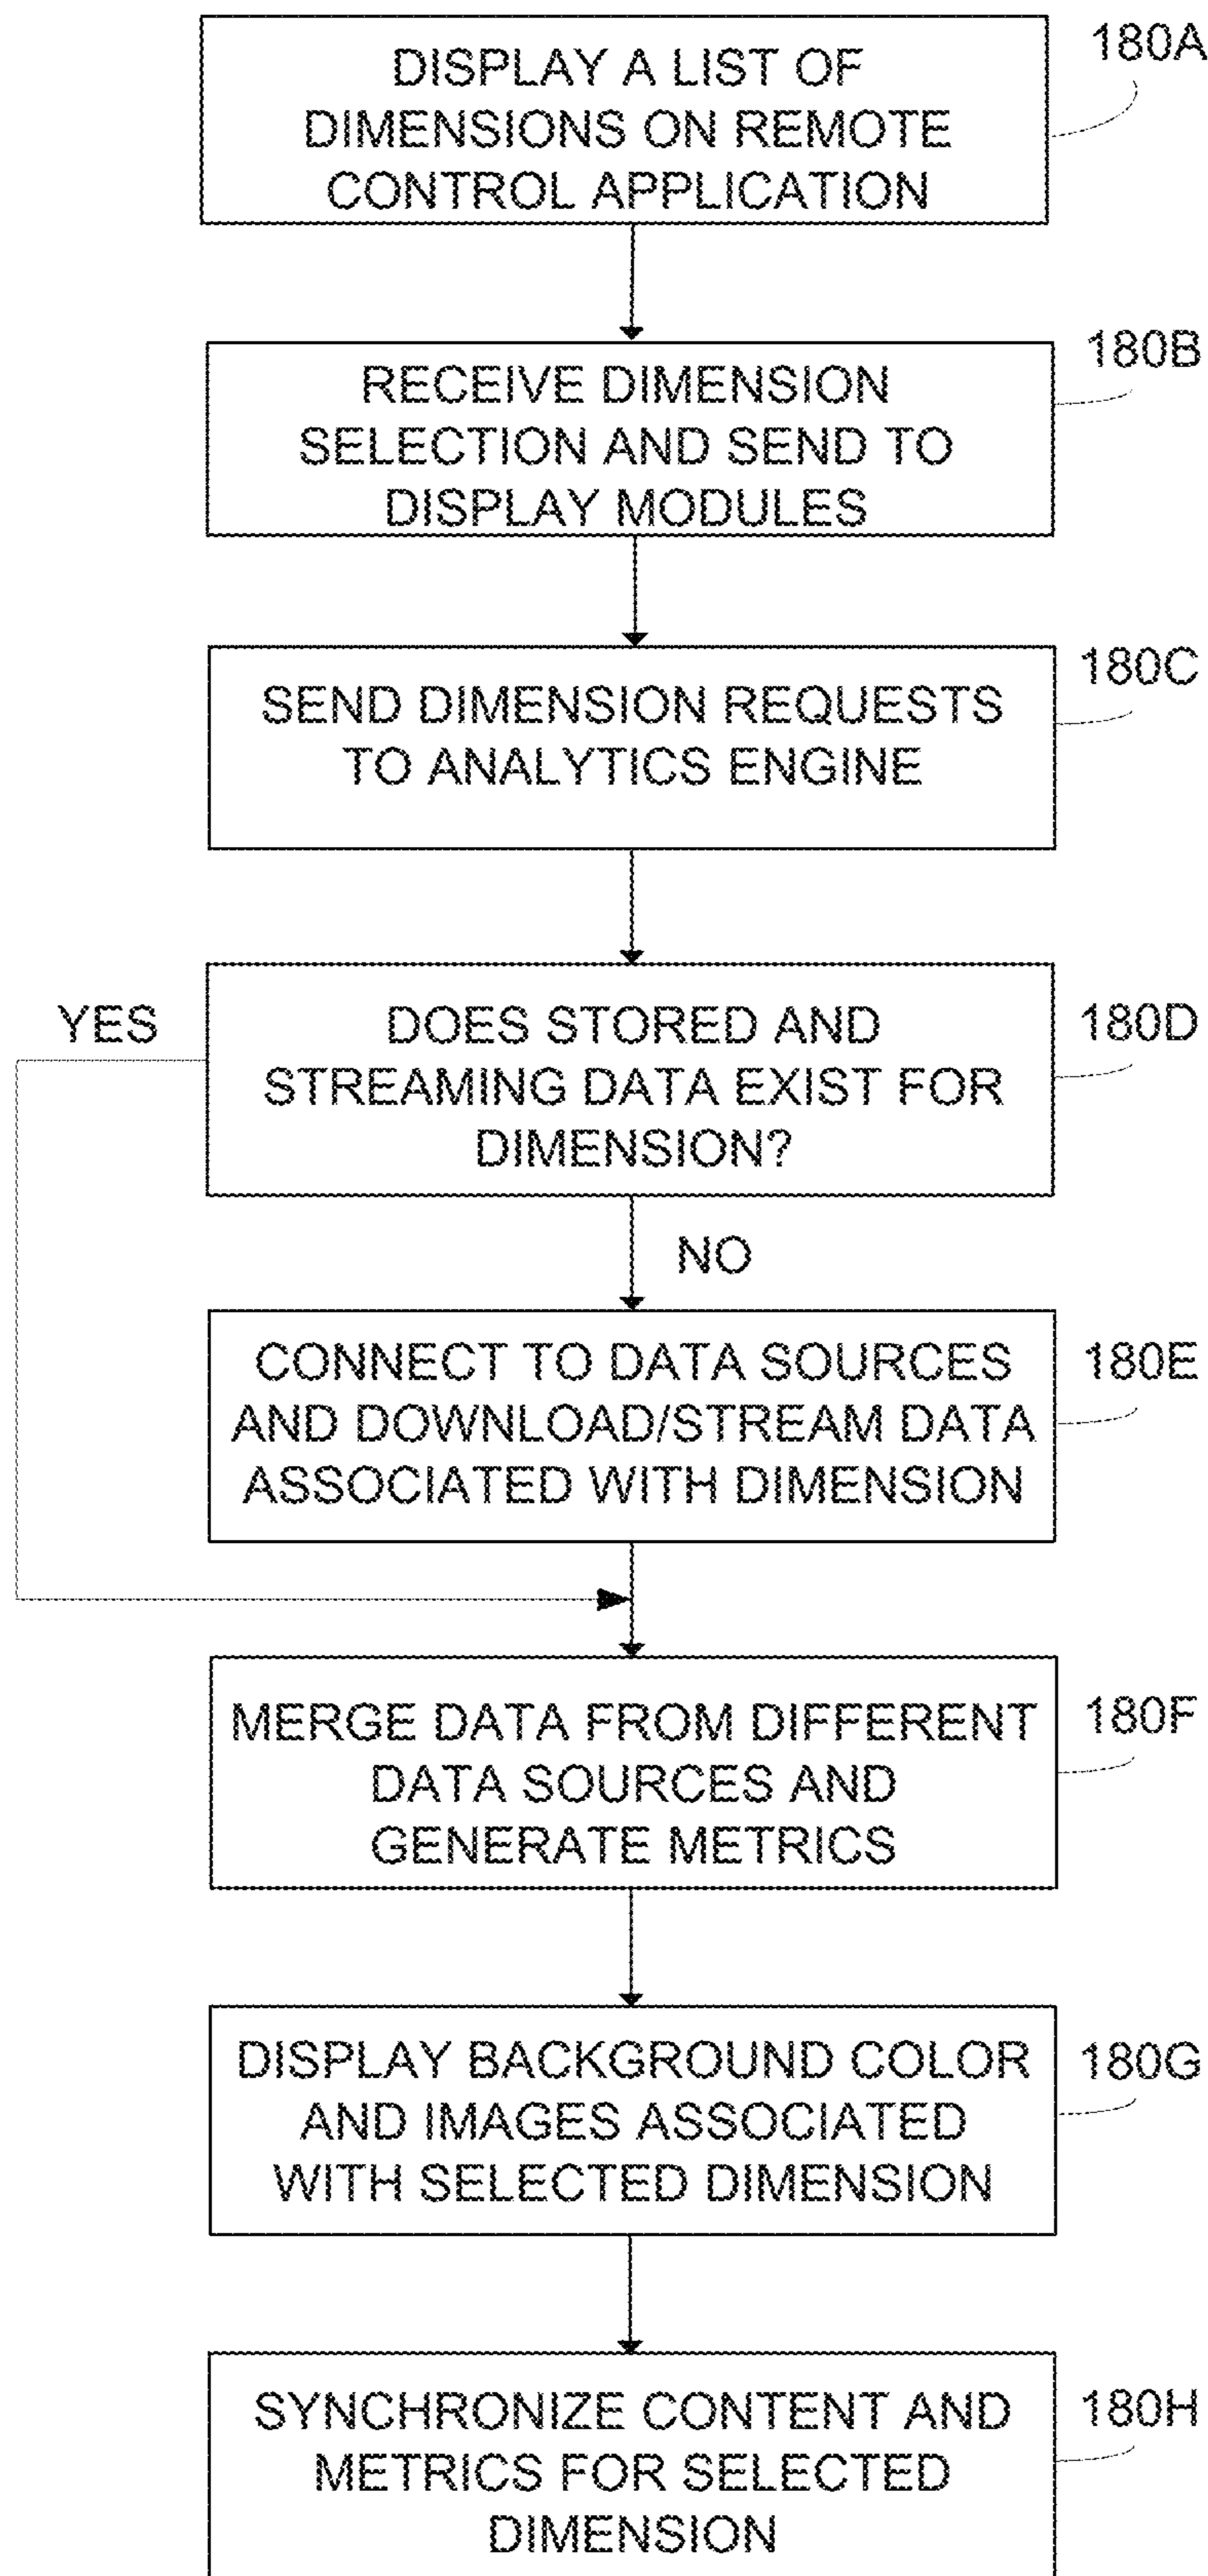 DISPLAY A LIST OF
DIMENSIONS ON REMOTE
CONTROL APPLICATION
180A
RECEIVE DIMENSION
SELECTION AND SEND TO
DISPLAY MODULES
180B
SEND DIMENSION REQUESTS
TO ANALYTICS ENGINE
180C
DOES STORED AND
STREAMING DATA EXIST FOR
DIMENSION?
180D
YES
NO
CONNECT TO DATA SOURCES
AND DOWNLOAD/STREAM DATA
ASSOCIATED WITH DIMENSION
180E
MERGE DATA FROM DIFFERENT
DATA SOURCES AND
GENERATE METRICS
180F
DISPLAY BACKGROUND COLOR
AND IMAGES ASSOCIATED
WITH SELECTED DIMENSION
180G
SYNCHRONIZE CONTENT AND
METRICS FOR SELECTED
DIMENSION
180H